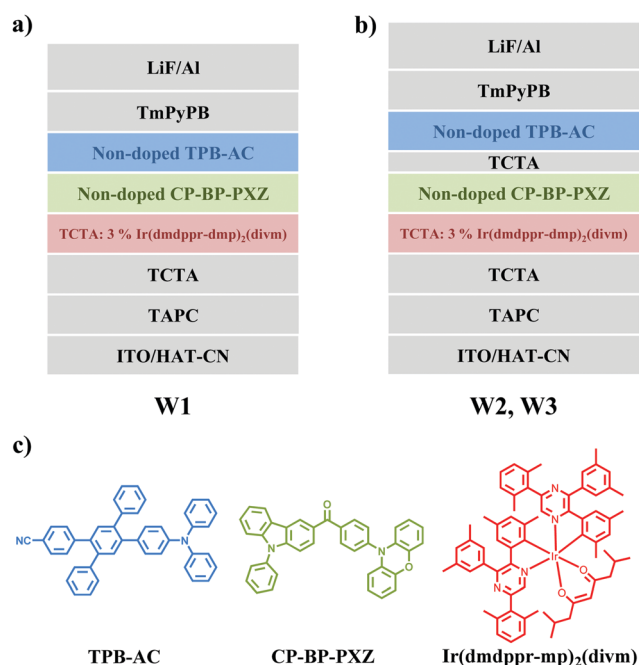 a)
LiF/Al
TmPyPB
Non-doped TPB-AC
Non-doped CP-BP-PXZ
TCTA: 3 % Ir(dmdppr-dmp)₂(divm)
TCTA
TAPC
ITO/HAT-CN
W1
b)
LiF/Al
TmPyPB
Non-doped TPB-AC
TCTA
Non-doped CP-BP-PXZ
TCTA: 3 % Ir(dmdppr-dmp)₂(divm)
TCTA
TAPC
ITO/HAT-CN
W2, W3
c)
NC
N
TPB-AC
O
N
N
O
CP-BP-PXZ
N
N
Ir
N
N
O
O
Ir(dmdppr-mp)₂(divm)